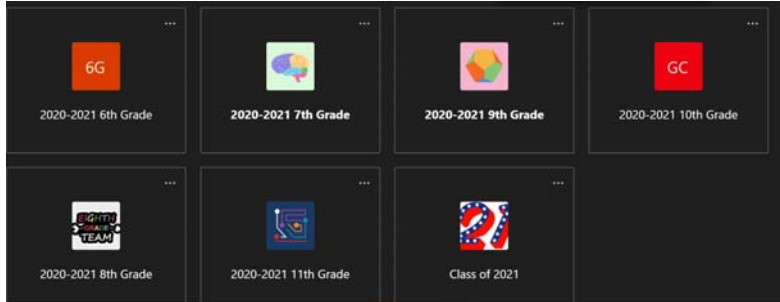 6G
2020-2021 6th Grade
2020-2021 7th Grade
2020-2021 9th Grade
GC
2020-2021 10th Grade
EIGHTH
GRADE
TEAM
2020-2021 8th Grade
2020-2021 11th Grade
21
Class of 2021